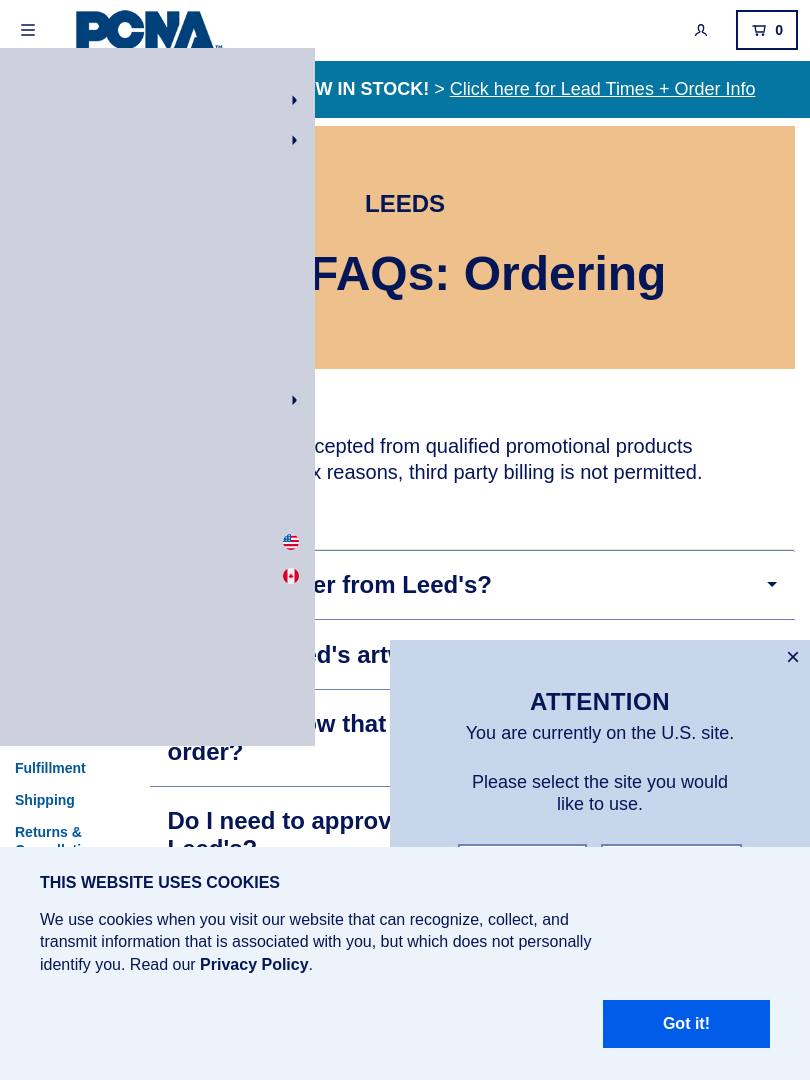 PCNA™
0
W IN STOCK! > Click here for Lead Times + Order Info
LEEDS
FAQs: Ordering
cepted from qualified promotional products
x reasons, third party billing is not permitted.
er from Leed's?
ed's art
ow that
order?
Do I need to approv
Leed's?
Fulfillment
Shipping
Returns &
ATTENTION
You are currently on the U.S. site.
Please select the site you would
like to use.
THIS WEBSITE USES COOKIES
We use cookies when you visit our website that can recognize, collect, and
transmit information that is associated with you, but which does not personally
identify you. Read our Privacy Policy.
Got it!